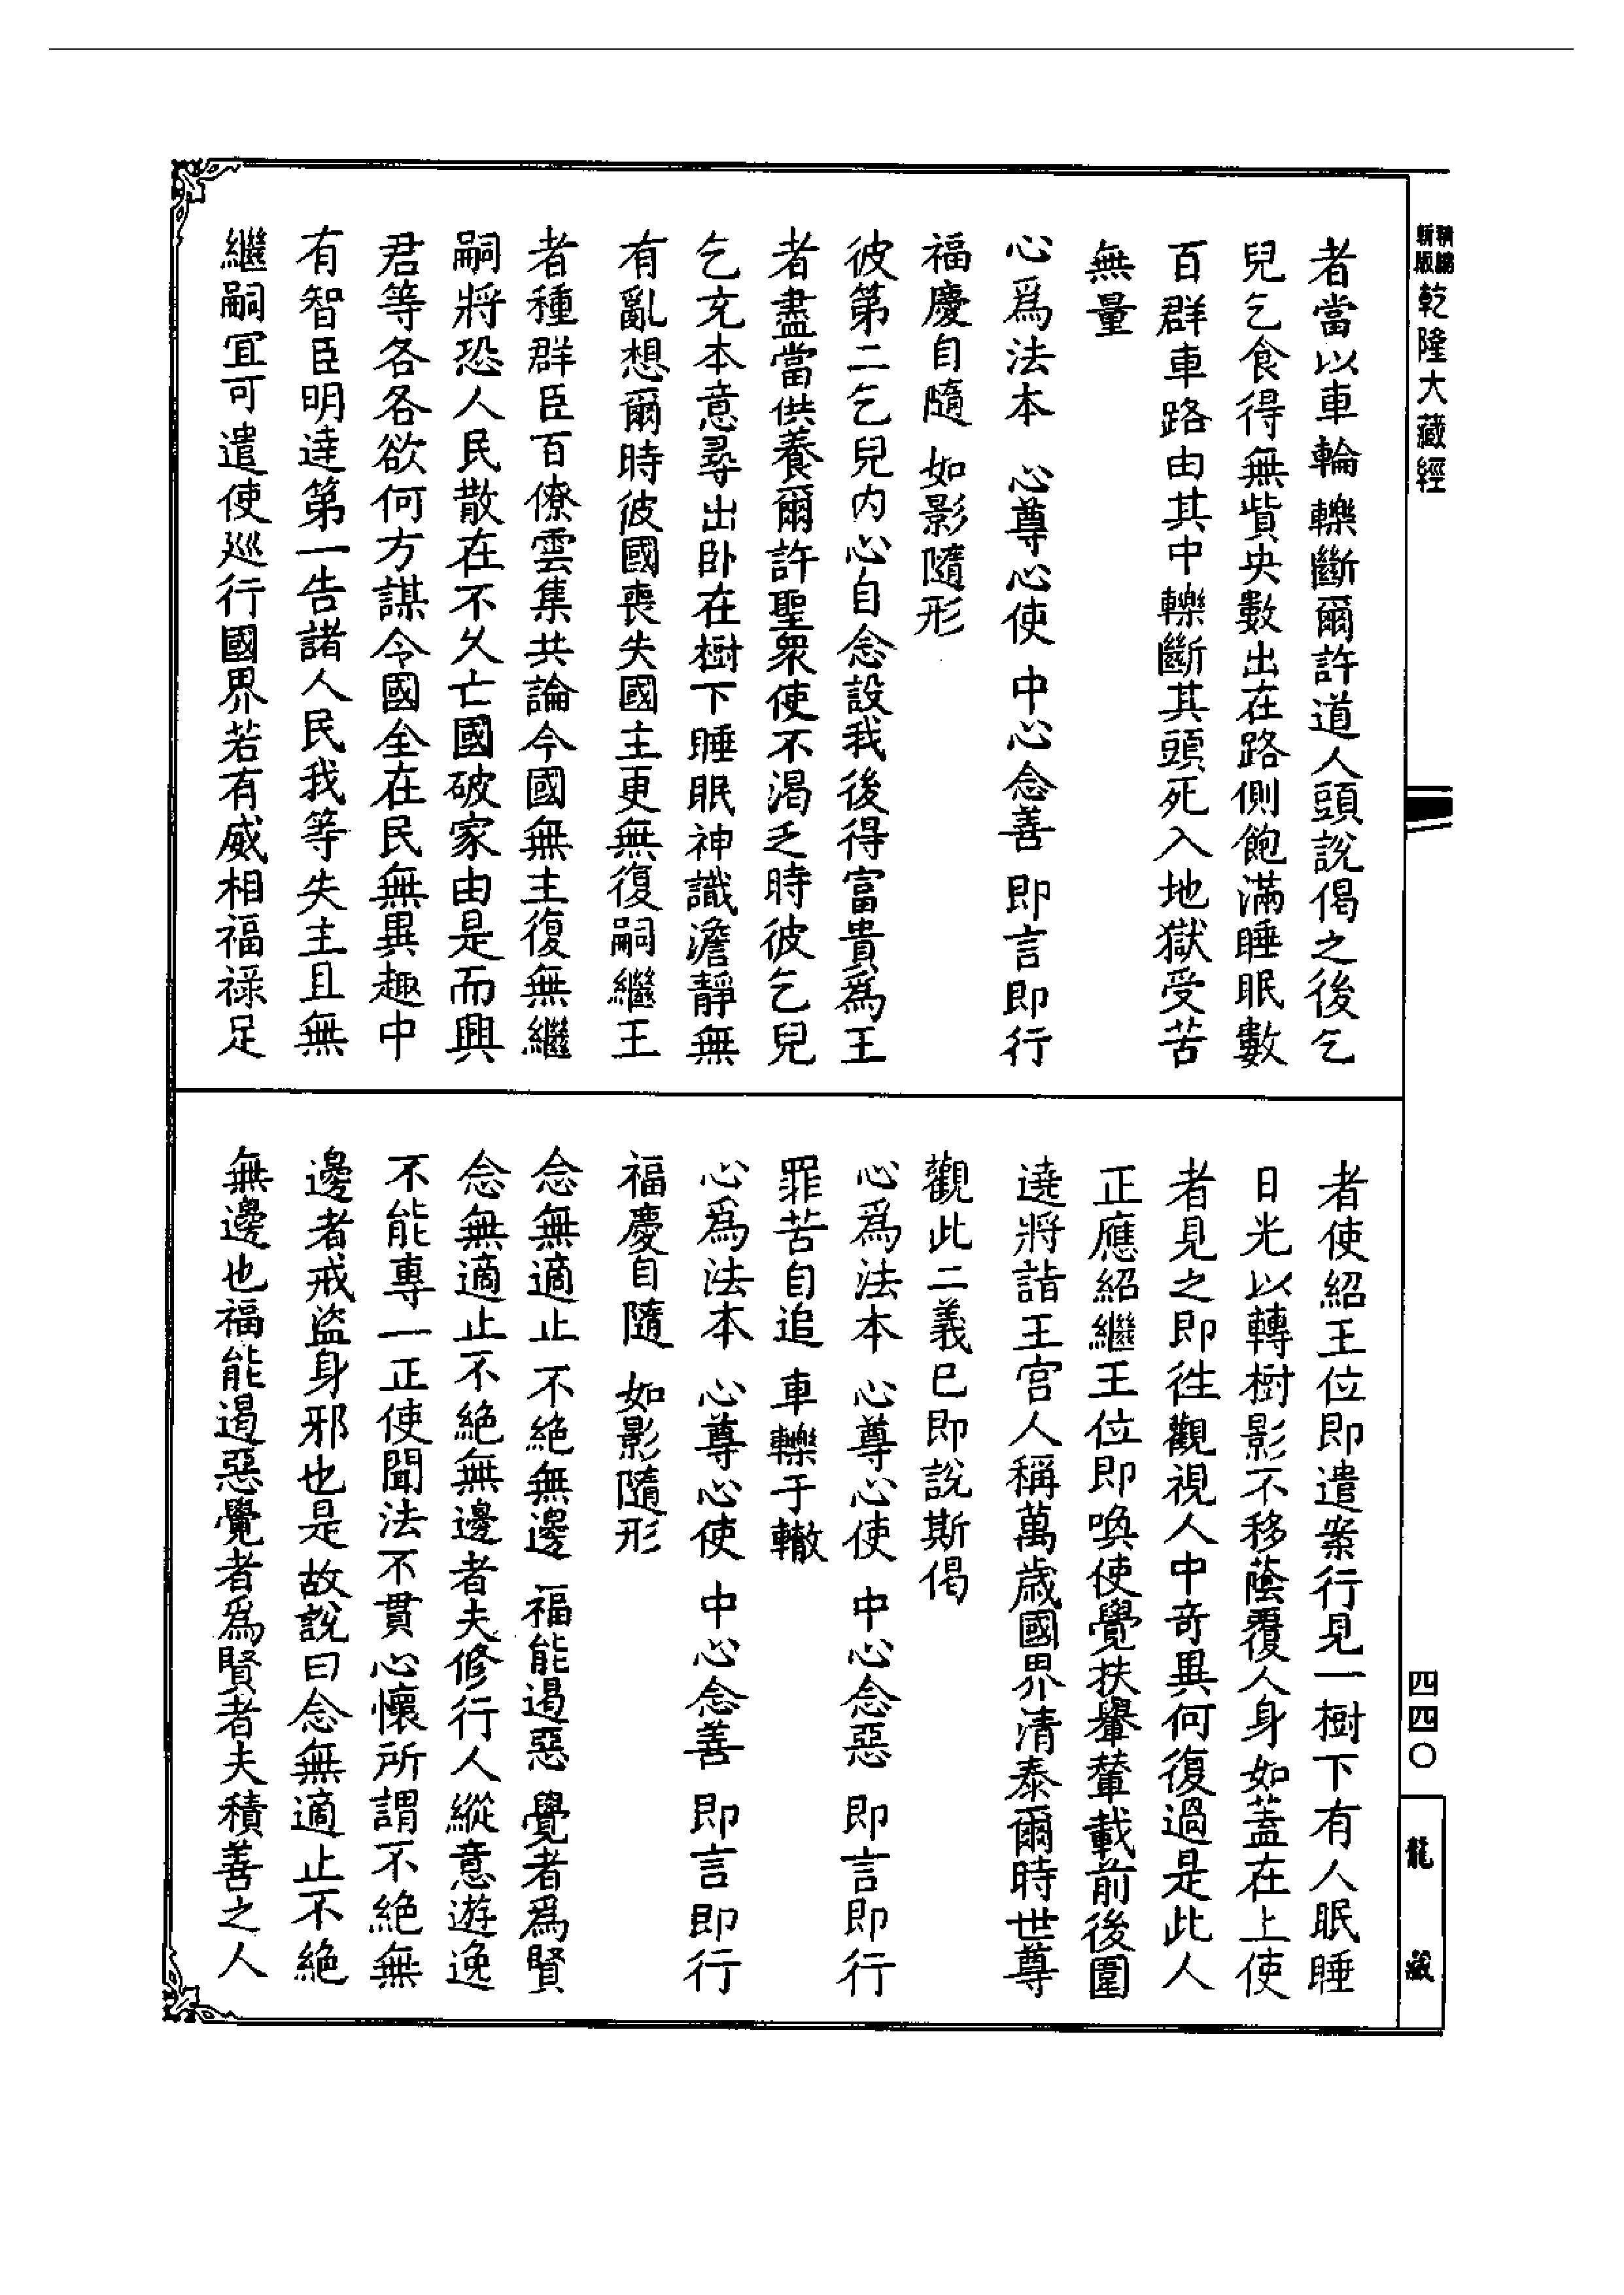 精編
新版
乾隆大藏經
者當以車輪轢斷爾許道人頭說偈之後乞
兒乞食得無貲央數出在路側飽滿睡眠數
百群車路由其中轢斷其頭死入地獄受苦
無量
心爲法本　心尊心使　中心念善　即言即行
福慶自隨　如影隨形
彼第二乞兒内心自念設我後得富貴爲王
者盡當供養爾許聖衆使不渴乏時彼乞兒
乞充本意尋出卧在樹下睡眠神識澹靜無
有亂想爾時彼國喪失國主更無復嗣繼王
者種群臣百僚雲集共論今國無主復無繼
嗣將恐人民散在不久亡國破家由是而興
君等各各欲何方謀令國全在民無異趣中
有智臣明達第一告諸人民我等失主且無
繼嗣宜可遣使巡行國界若有威相福祿足
者使紹王位即遣案行見一樹下有人眠睡
日光以轉樹影不移蔭覆人身如蓋在上使
者見之即往觀視人中奇異何復過是此人
正應紹繼王位即喚使覺扶轝輦載前後圍
遶將詣王宫人稱萬歲國界清泰爾時世尊
觀此二義已即說斯偈
心爲法本　心尊心使　中心念惡　即言即行
罪苦自追　車轢于轍
心爲法本　心尊心使　中心念善　即言即行
福慶自隨　如影隨形
念無適止　不絶無邊　福能遏惡　覺者爲賢
念無適止不絶無邊者夫修行人縱意遊逸
不能專一正使聞法不貫心懷所謂不絶無
邊者戒盜身邪也是故說曰念無適止不絶
無邊也福能遏惡覺者爲賢者夫積善之人
四四〇
龍藏